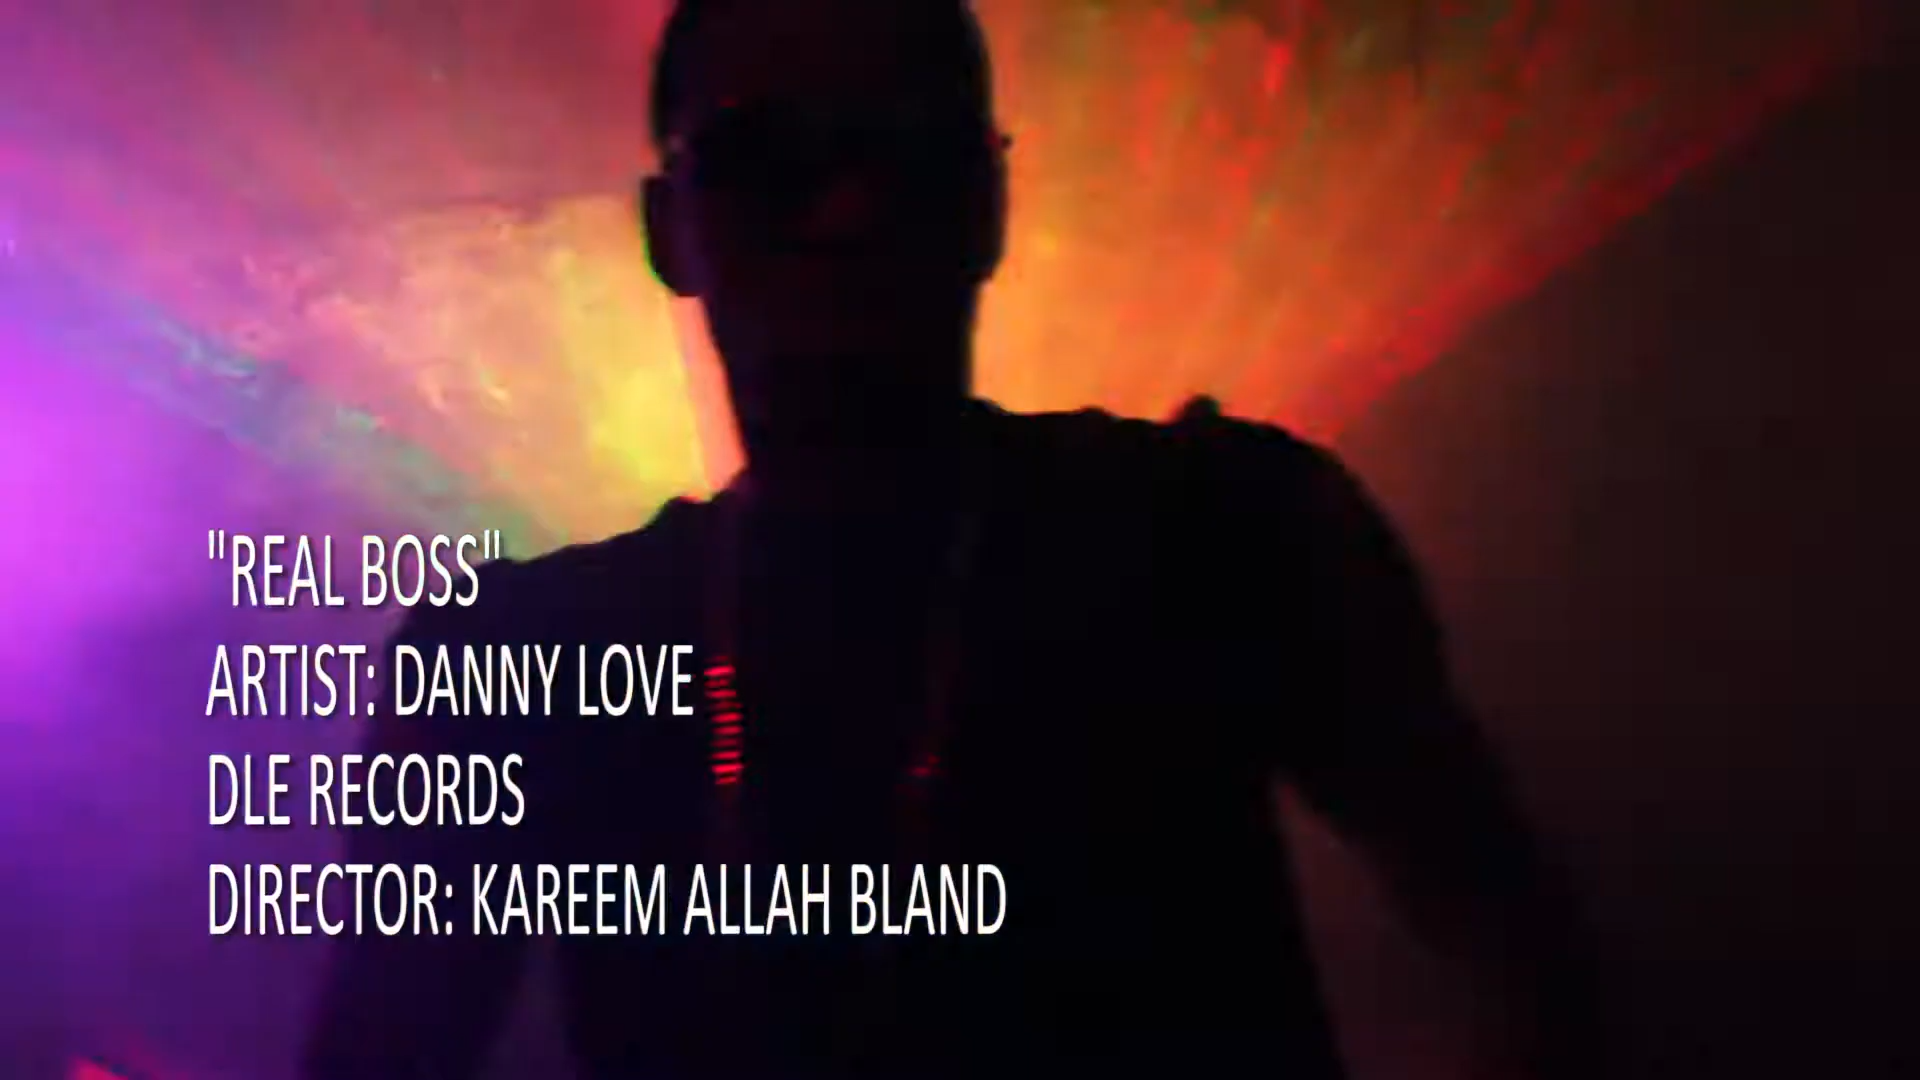 "REAL BOSS"
ARTIST: DANNY LOVE
DLE RECORDS
DIRECTOR: KAREEM ALLAH BLAND